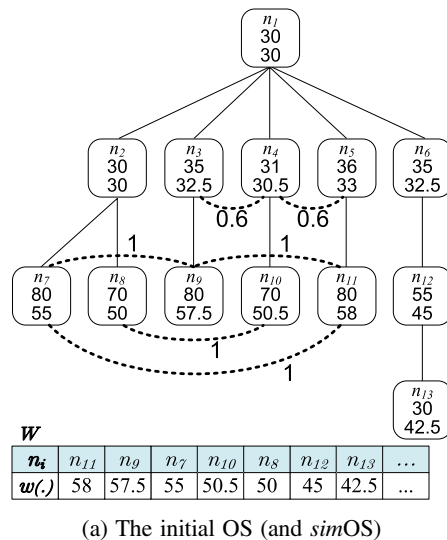 n1
30
30
n2
30
30
n3
35
32.5
n4
31
30.5
n5
36
33
n6
35
32.5
0.6
0.6
1
1
n7
80
55
n8
70
50
n9
80
57.5
n10
70
50.5
n11
80
58
n12
55
45
1
1
n13
30
42.5
W
ni n11 n9 n7 n10 n8 n12 n13 ...
w(.) 58 57.5 55 50.5 50 45 42.5 ...
(a) The initial OS (and simOS)